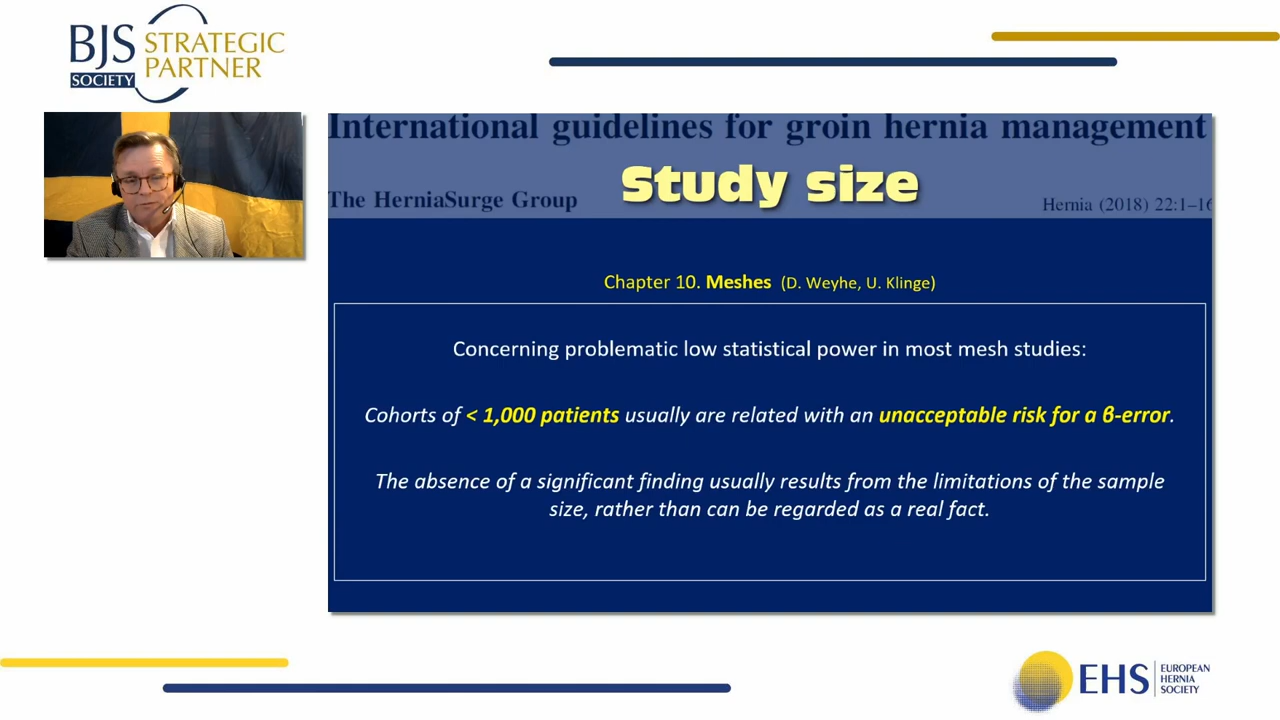 BJS STRATEGIC
SOCIETY PARTNER
International guidelines for groin hernia management
Study size
The HerniaSurge Group
Hernia (2018) 22:1–16
Chapter 10. Meshes (D. Weyhe, U. Klinge)
Concerning problematic low statistical power in most mesh studies:
Cohorts of < 1,000 patients usually are related with an unacceptable risk for a β-error.
The absence of a significant finding usually results from the limitations of the sample
size, rather than can be regarded as a real fact.
EHS
EUROPEAN
HERNIA
SOCIETY